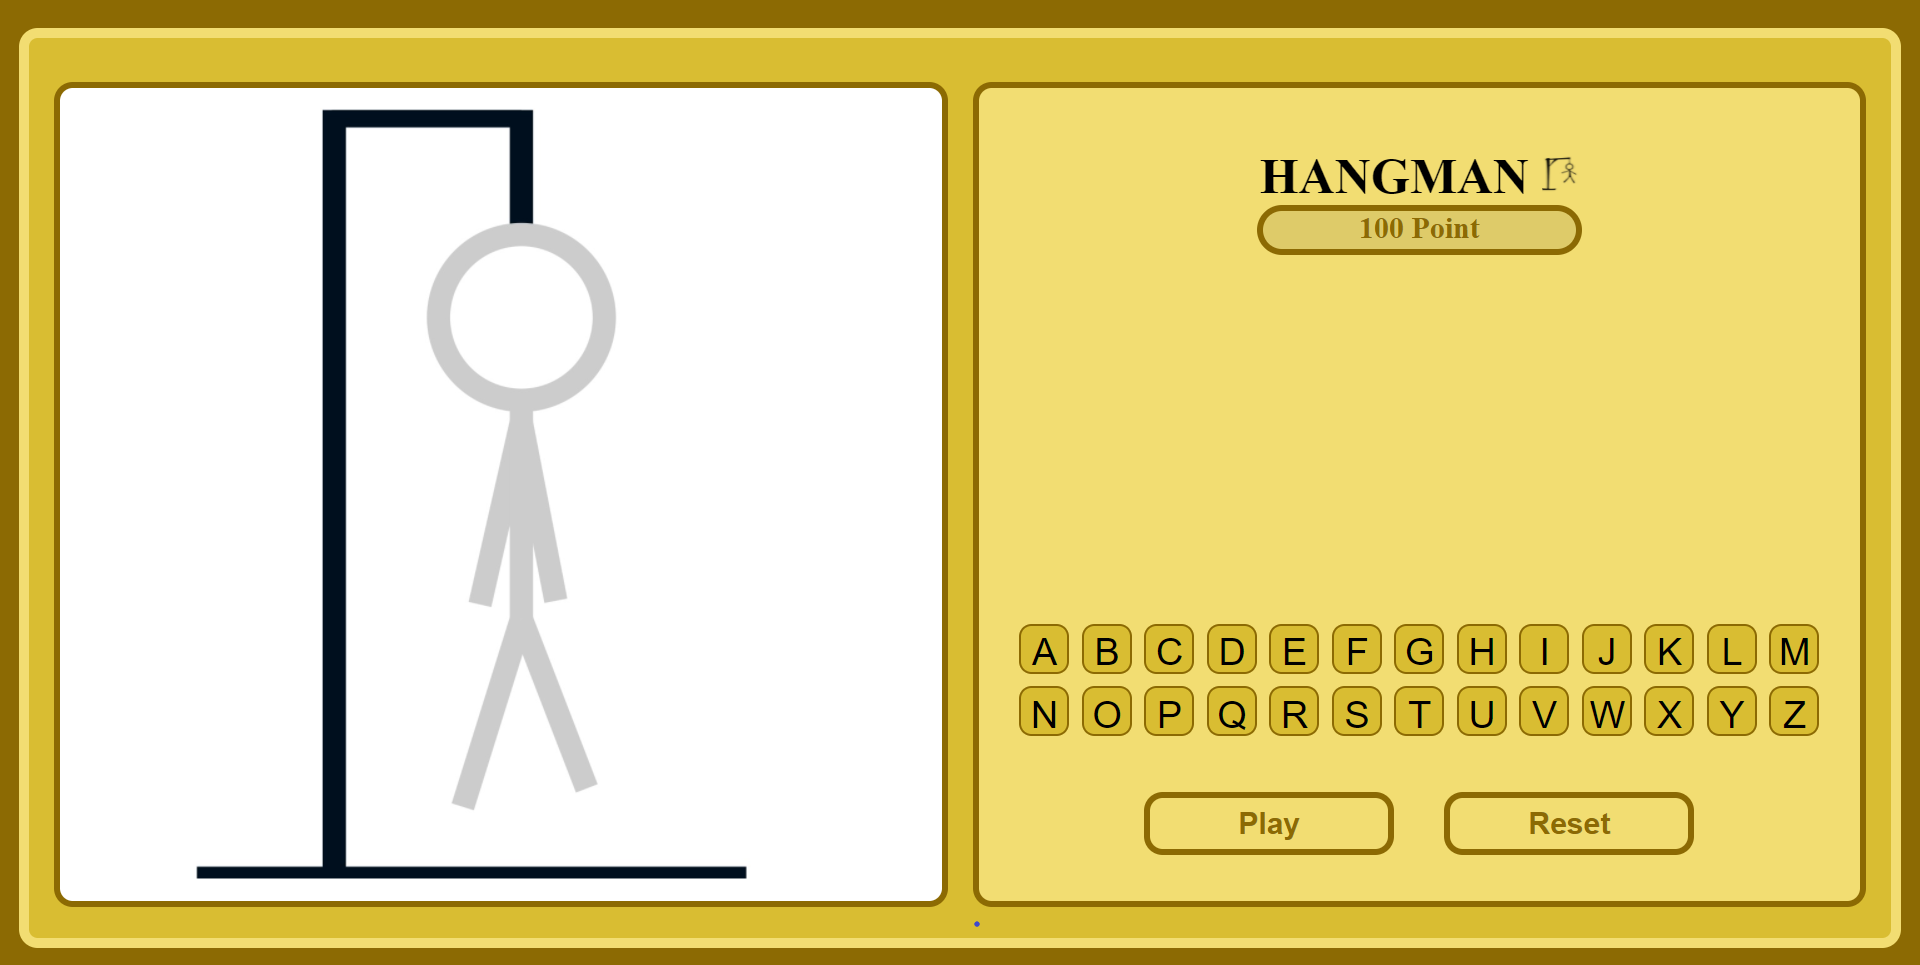 HANGMAN
100 Point
A B C D E F G H I J K L M
N O P Q R S T U V W X Y Z
Play Reset